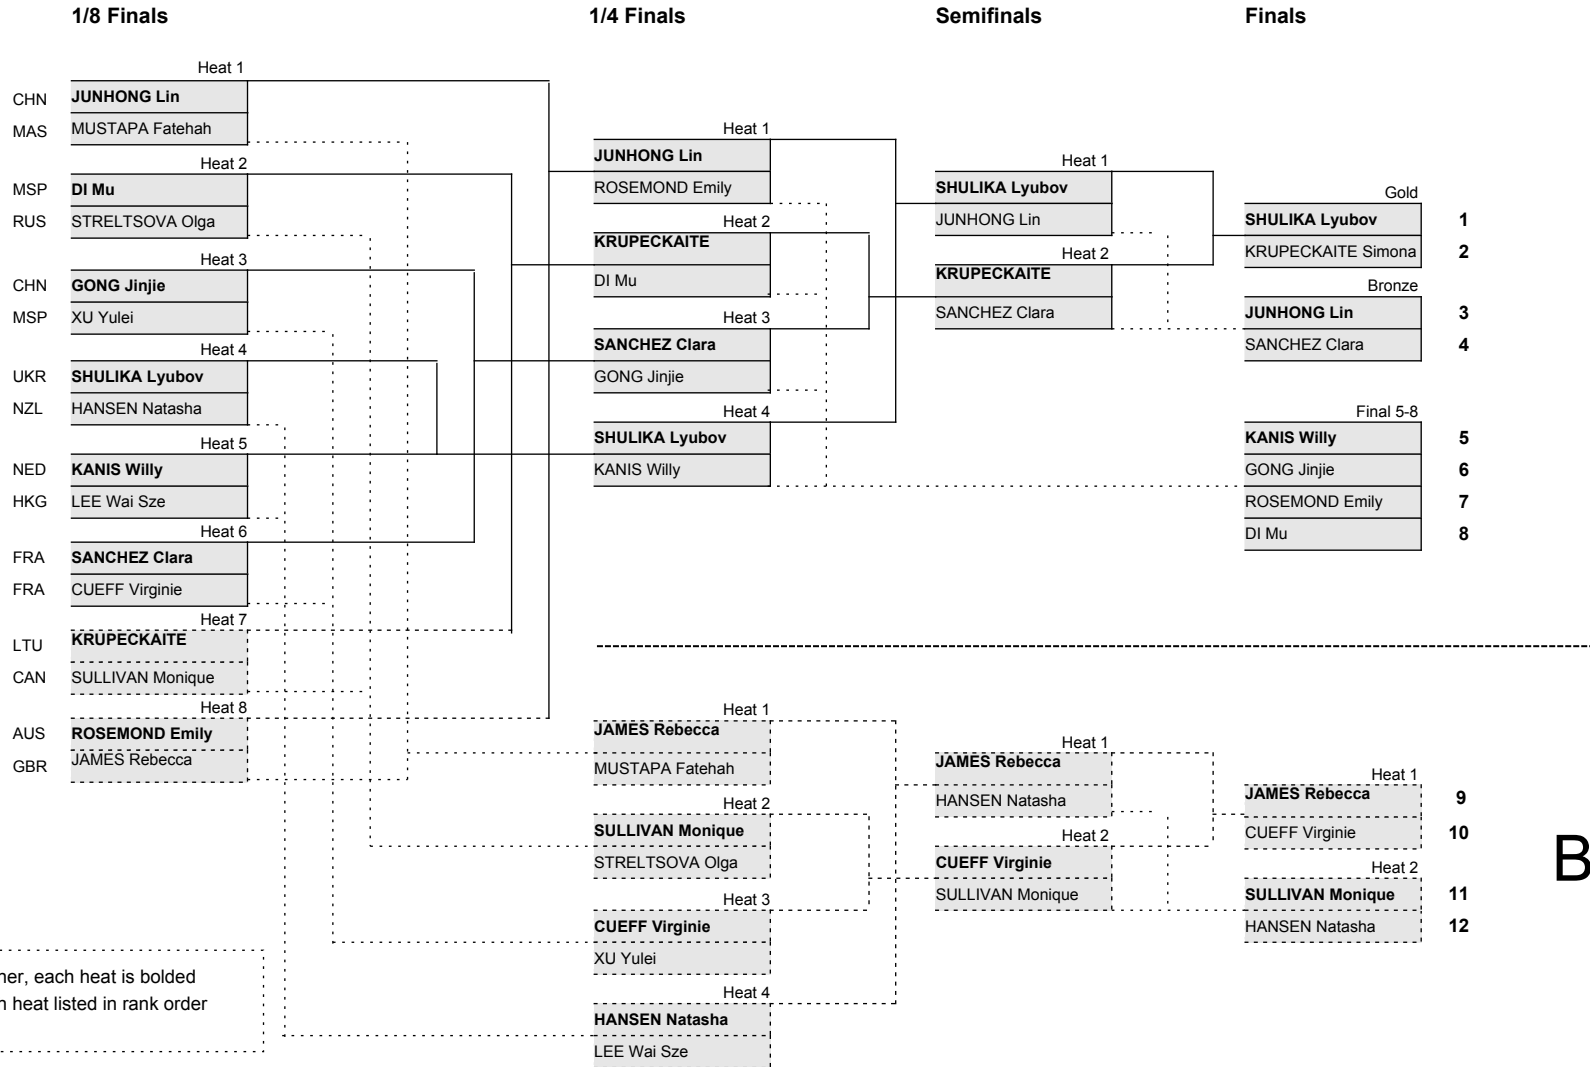 1/8 Finals 1/4 Finals Semifinals Finals
Heat 1
CHN JUNHONG Lin
MAS MUSTAPA Fatehah
Heat 2
MSP DI Mu
RUS STRELTSOVA Olga
Heat 3
CHN GONG Jinjie
MSP XU Yulei
Heat 4
UKR SHULIKA Lyubov
NZL HANSEN Natasha
Heat 5
NED KANIS Willy
HKG LEE Wai Sze
Heat 6
FRA SANCHEZ Clara
FRA CUEFF Virginie
Heat 7
LTU KRUPECKAITE
CAN SULLIVAN Monique
Heat 8
AUS ROSEMOND Emily
GBR JAMES Rebecca
Heat 1
JUNHONG Lin
ROSEMOND Emily
Heat 2
KRUPECKAITE
DI Mu
Heat 3
SANCHEZ Clara
GONG Jinjie
Heat 4
SHULIKA Lyubov
KANIS Willy
Heat 1
SHULIKA Lyubov
JUNHONG Lin
Heat 2
KRUPECKAITE
SANCHEZ Clara
Gold
SHULIKA Lyubov 1
KRUPECKAITE Simona 2
Bronze
JUNHONG Lin 3
SANCHEZ Clara 4
Final 5-8
KANIS Willy 5
GONG Jinjie 6
ROSEMOND Emily 7
DI Mu 8
Heat 1
JAMES Rebecca
MUSTAPA Fatehah
Heat 2
SULLIVAN Monique
STRELTSOVA Olga
Heat 3
CUEFF Virginie
XU Yulei
Heat 4
HANSEN Natasha
LEE Wai Sze
Heat 1
JAMES Rebecca
HANSEN Natasha
Heat 2
CUEFF Virginie
SULLIVAN Monique
Heat 1
JAMES Rebecca 9
CUEFF Virginie 10
Heat 2
SULLIVAN Monique 11
HANSEN Natasha 12
B
each heat is bolded
heat listed in rank order